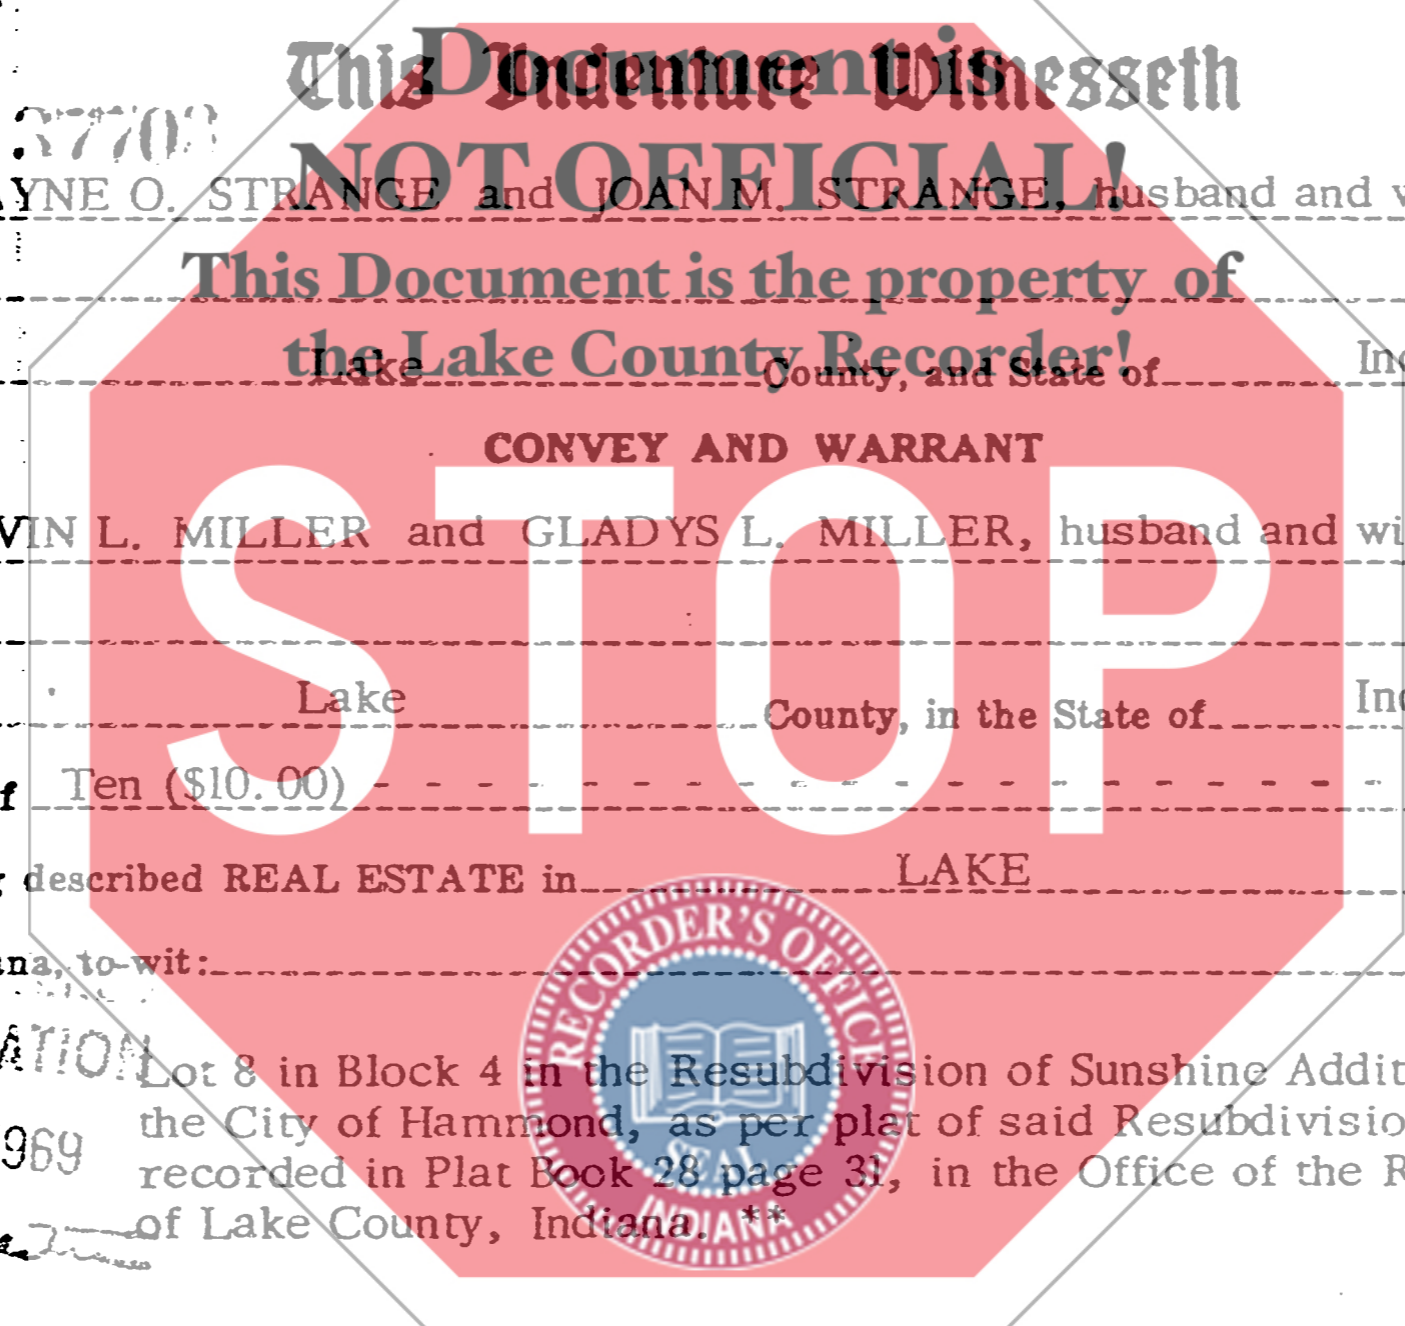 This Indenture Witnesseth
Document is
NOT OFFICIAL!
This Document is the property of
the Lake County Recorder!
37703
YNE O. STRANGE and JOAN M. STRANGE, husband and
Lake County, and State of
CONVEY AND WARRANT
VIN L. MILLER and GLADYS L. MILLER, husband and wi
STOP
Lake County, in the State of
f Ten ($10.00) - - - - - - - - - - - - - - - - - - - - - - - -
described REAL ESTATE in LAKE
na, to-wit:
RECORDER'S OFFICE
SEAL
INDIANA
ATION
Lot 8 in Block 4 in the Resubdivision of Sunshine Addit
the City of Hammond, as per plat of said Resubdivisio
969
recorded in Plat Book 28 page 31, in the Office of the R
of Lake County, Indiana. **